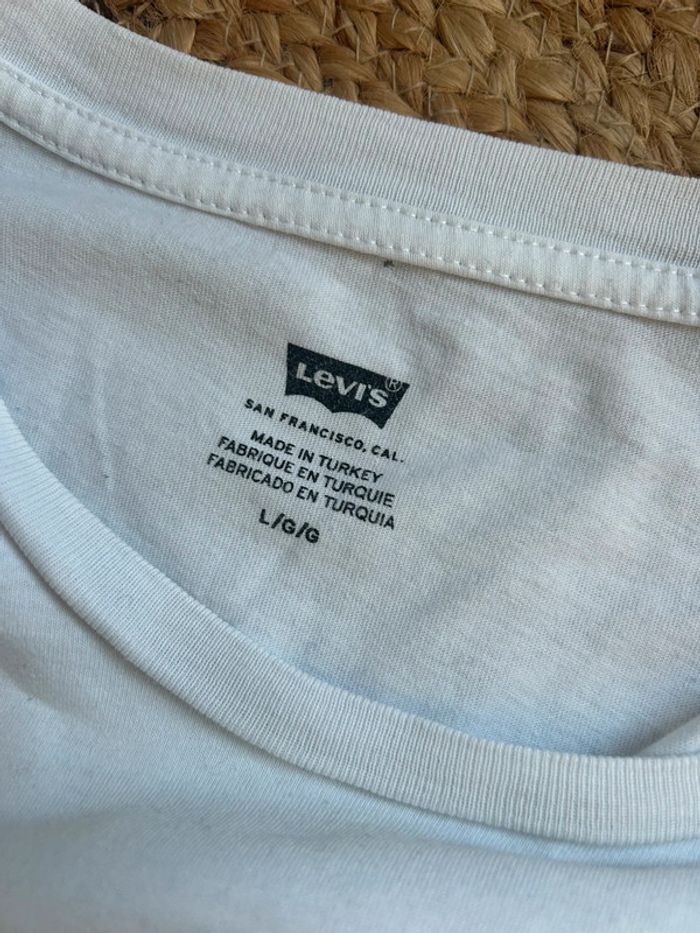 Levi's®
SAN FRANCISCO, CAL.
MADE IN TURKEY
FABRIQUE EN TURQUIE
FABRICADO EN TURQUIA
L/G/G